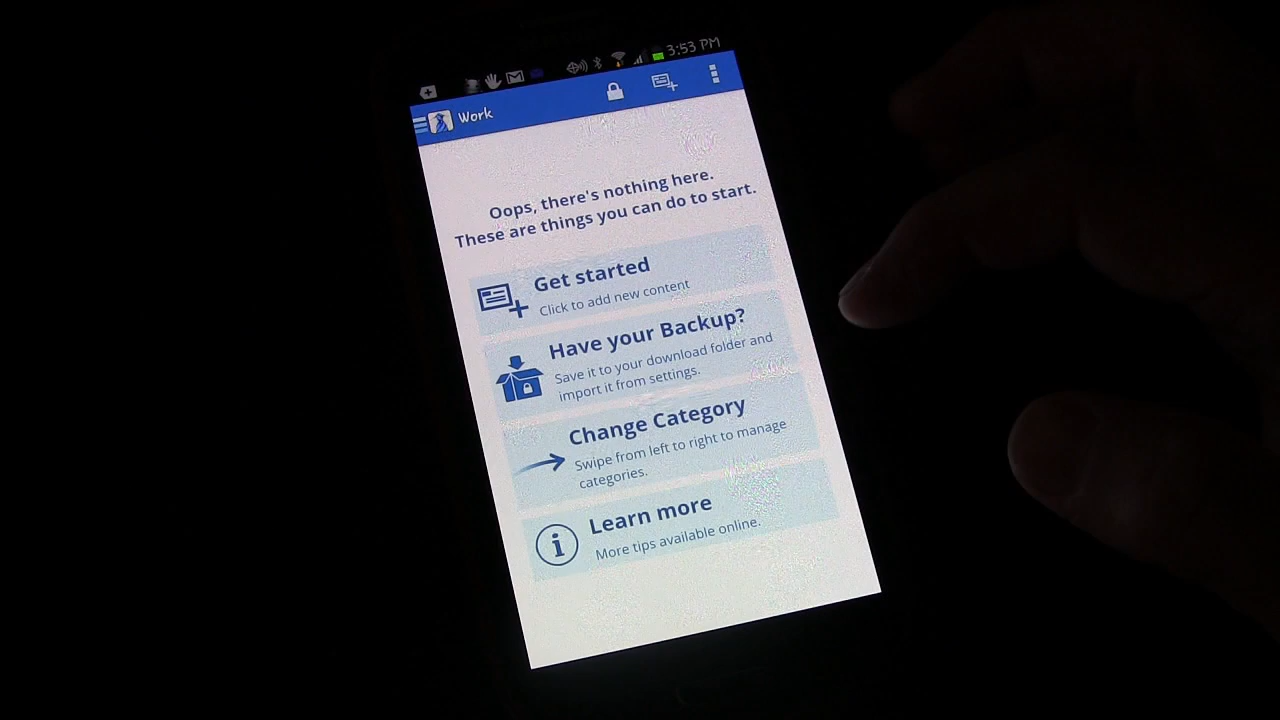 3:53 PM
Work
Oops, there's nothing here.
These are things you can do to start.
Get started
Click to add new content
Have your Backup?
Save it to your download folder and
import it from settings.
Change Category
Swipe from left to right to manage
categories.
Learn more
More tips available online.